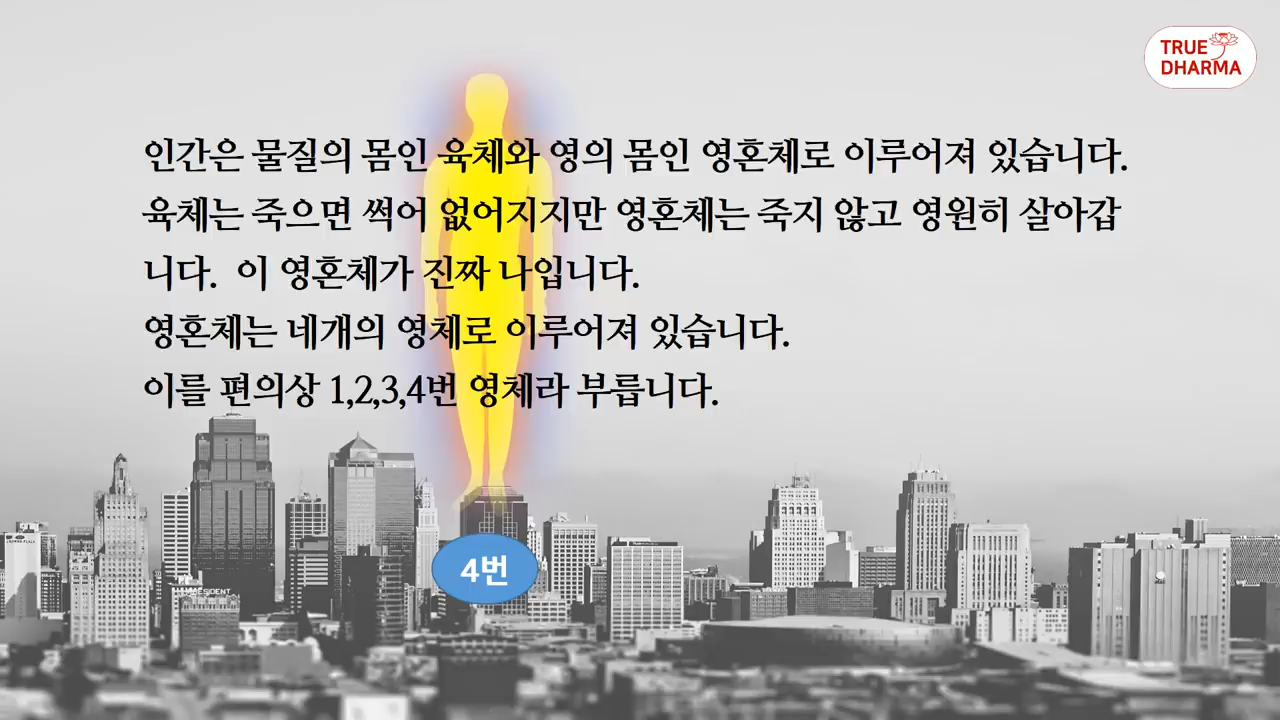 TRUE
DHARMA
인간은 물질의 몸인 육체와 영의 몸인 영혼체로 이루어져 있습니다.
육체는 죽으면 썩어 없어지지만 영혼체는 죽지 않고 영원히 살아갑
니다. 이 영혼체가 진짜 나입니다.
영혼체는 네개의 영체로 이루어져 있습니다.
이를 편의상 1,2,3,4번 영체라 부릅니다.
4번